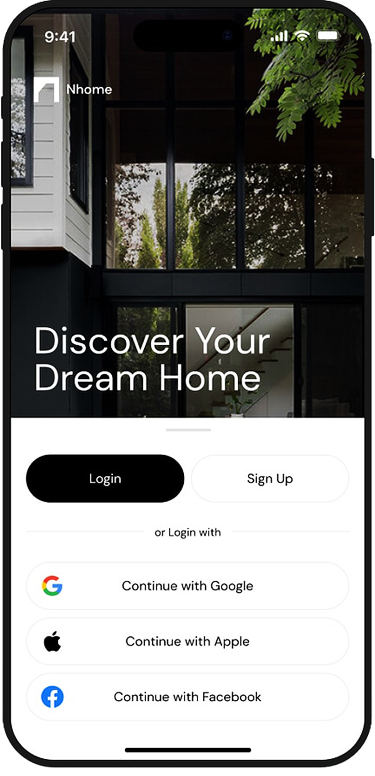 9:41
Nhome
Discover Your
Dream Home
Login
Sign Up
or Login with
Continue with Google
Continue with Apple
Continue with Facebook